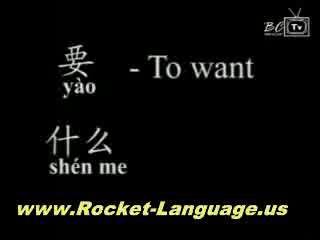 BC Tv
要 - To want
yào
什么
shén me
www.Rocket-Language.us